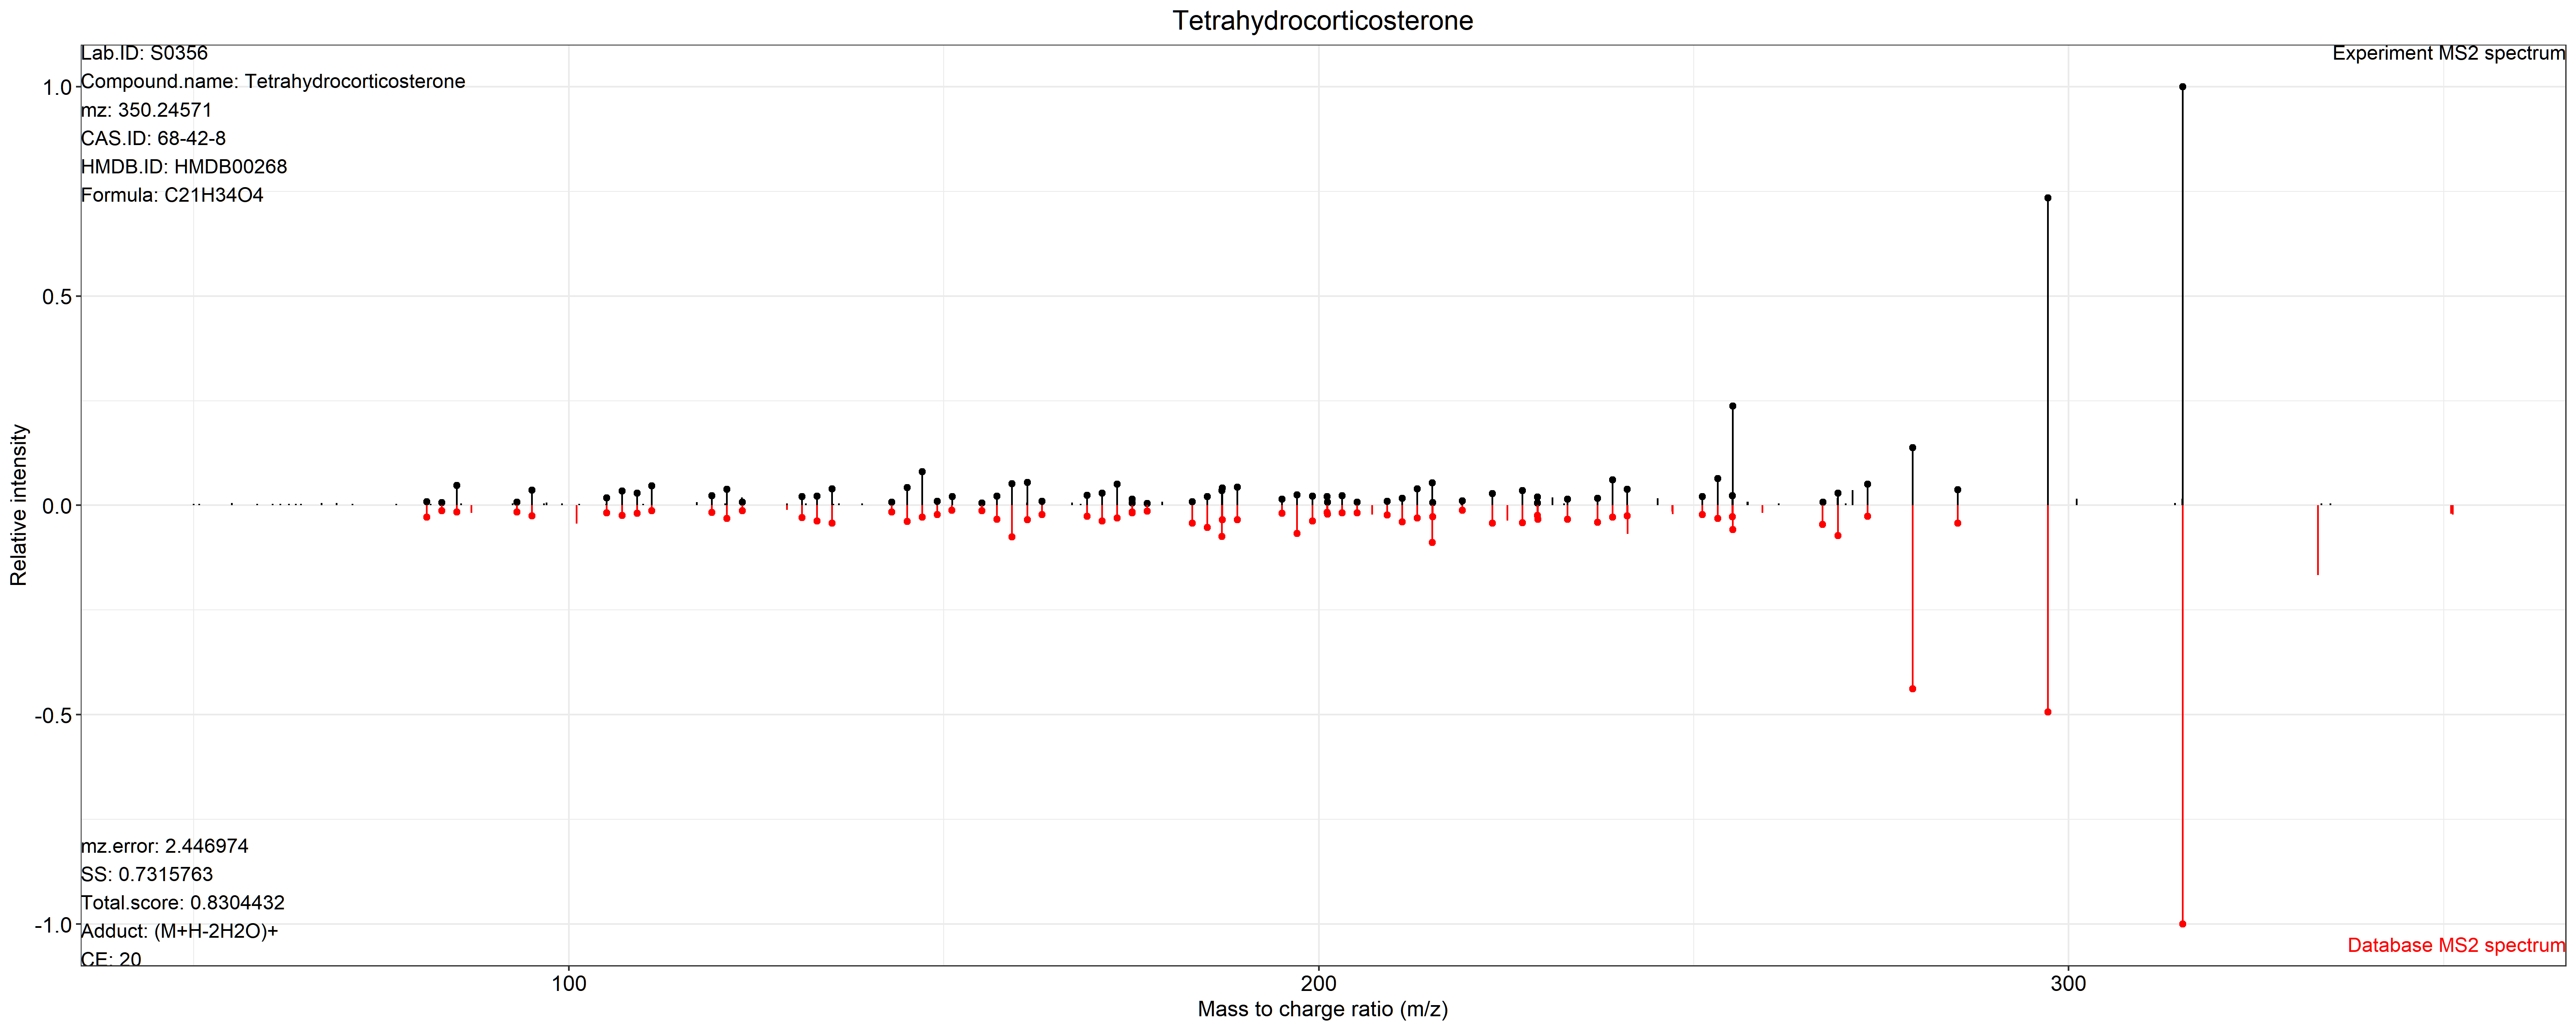 Tetrahydrocorticosterone
Lab.ID: S0356
Experiment MS2 spectrum
Compound.name: Tetrahydrocorticosterone
mz: 350.24571
CAS.ID: 68-42-8
HMDB.ID: HMDB00268
Formula: C21H34O4
1.0
0.5
0.0
-0.5
-1.0
Relative intensity
mz.error: 2.446974
SS: 0.7315763
Total.score: 0.8304432
Adduct: (M+H-2H2O)+
CE: 20
Database MS2 spectrum
100
200
300
Mass to charge ratio (m/z)